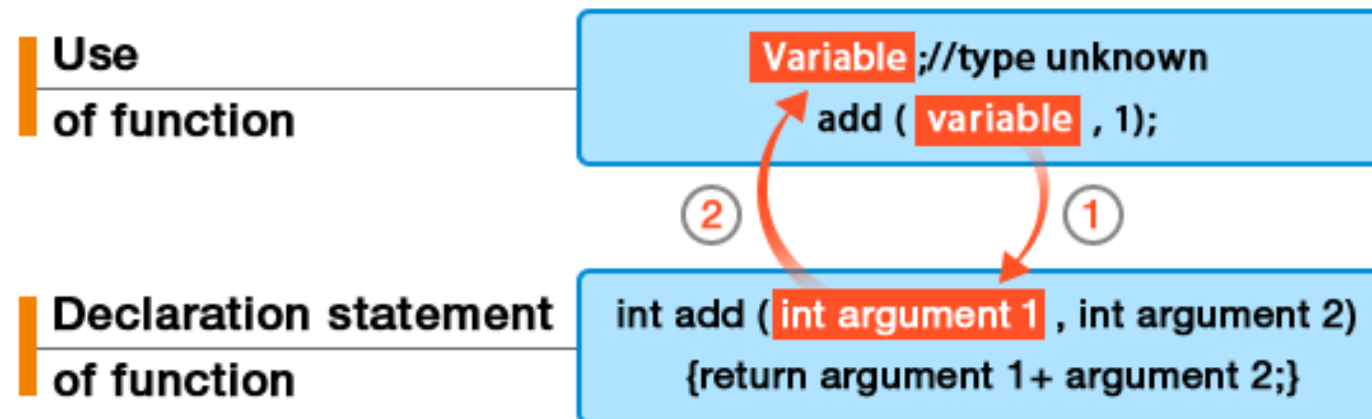 Use
of function
Variable ;//type unknown
add ( variable , 1);
2
1
Declaration statement
of function
int add ( int argument 1 , int argument 2)
{return argument 1+ argument 2;}